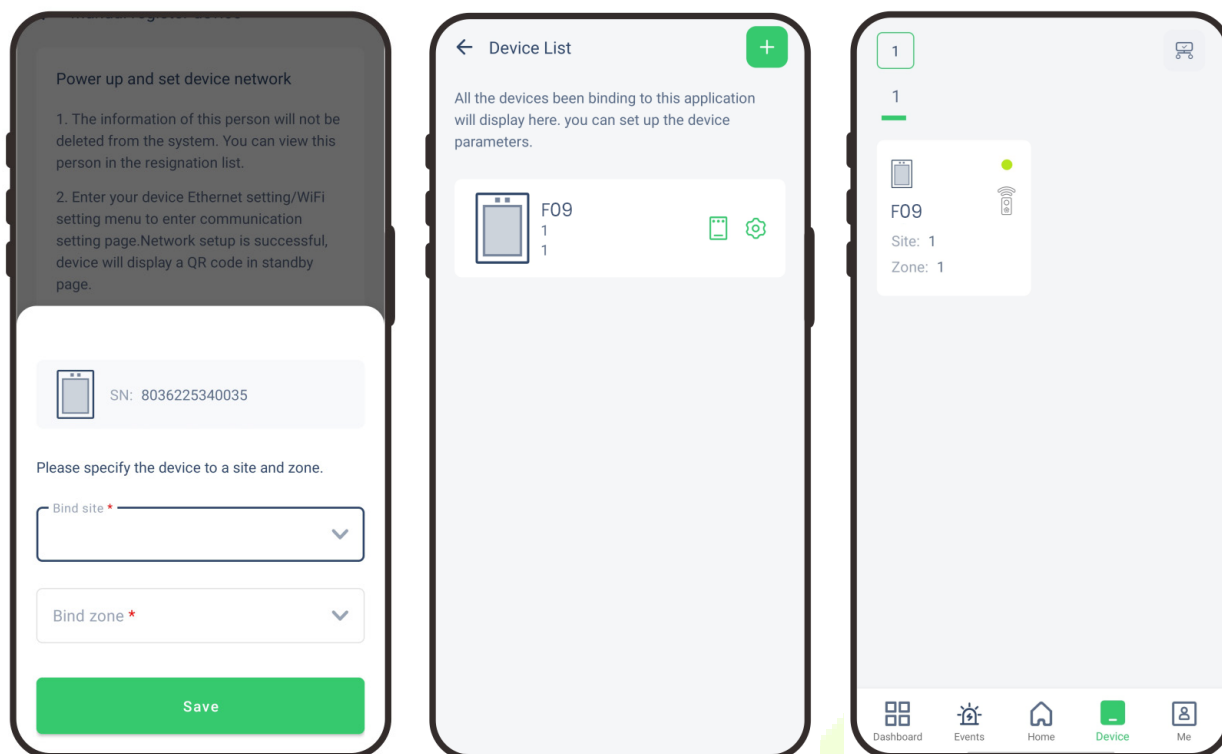 Manual register device
Power up and set device network
1. The information of this person will not be
deleted from the system. You can view this
person in the resignation list.
2. Enter your device Ethernet setting/WiFi
setting menu to enter communication
setting page.Network setup is successful,
device will display a QR code in standby
page.
SN: 8036225340035
Please specify the device to a site and zone.
Bind site *
Bind zone *
Save
Device List
+
All the devices been binding to this application
will display here. you can set up the device
parameters.
F09
1
1
1
1
F09
Site: 1
Zone: 1
Dashboard
Events
Home
Device
Me